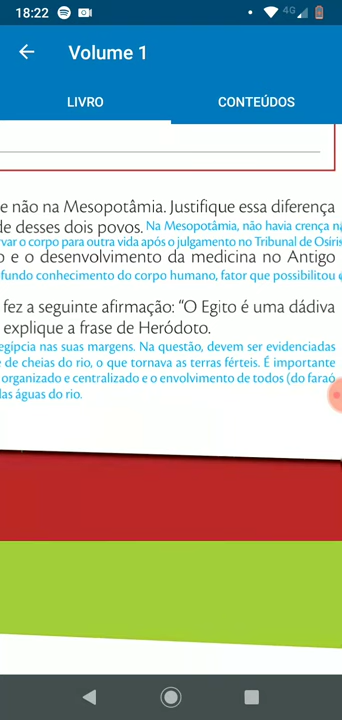 18:22
4G
Volume 1
LIVRO
CONTEÚDOS
e não na Mesopotâmia. Justifique essa diferença
de desses dois povos. Na Mesopotâmia, não havia crença na
rvar o corpo para outra vida após o julgamento no Tribunal de Osíris
o e o desenvolvimento da medicina no Antigo
fundo conhecimento do corpo humano, fator que possibilitou
fez a seguinte afirmação: “O Egito é uma dádiva
explique a frase de Heródoto.
egípcia nas suas margens. Na questão, devem ser evidenciadas
e de cheias do rio, o que tornava as terras férteis. É importante
organizado e centralizado e o envolvimento de todos (do faraó
das águas do rio.